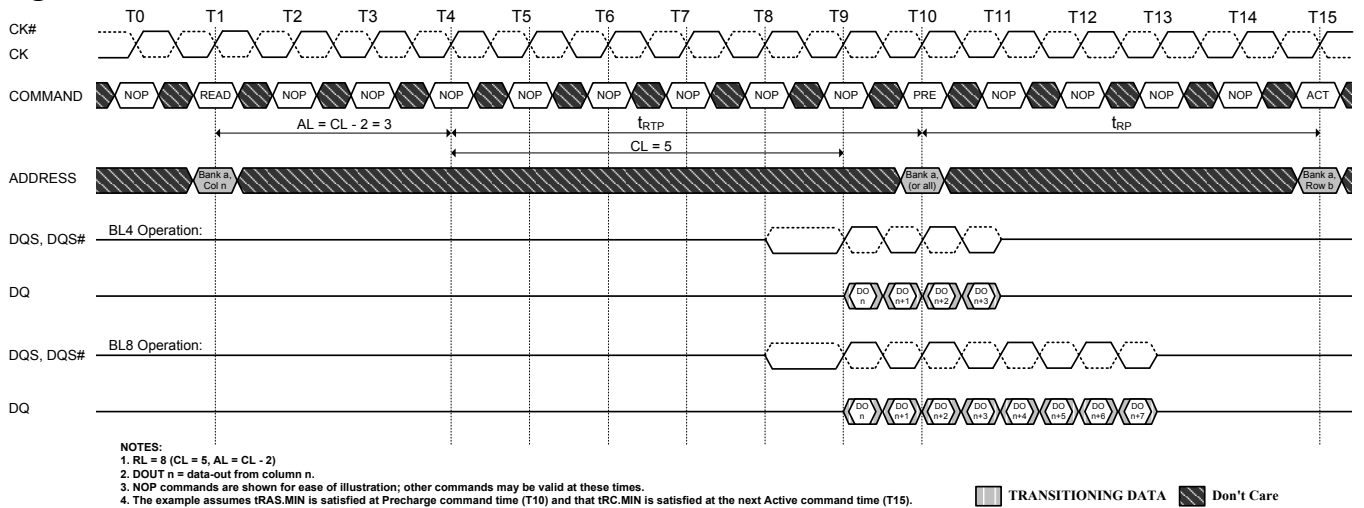 T0 T1 T2 T3 T4 T5 T6 T7 T8 T9 T10 T11 T12 T13 T14 T15
CK#
CK
COMMAND NOP READ NOP NOP NOP NOP NOP NOP NOP NOP PRE NOP NOP NOP NOP ACT
AL = CL - 2 = 3 tRTP tRP
CL = 5
ADDRESS Bank a, Col n Bank a, (or all) Bank a, Row b
BL4 Operation:
DQS, DQS#
DQ DO n DO n+1 DO n+2 DO n+3
BL8 Operation:
DQS, DQS#
DQ DO n DO n+1 DO n+2 DO n+3 DO n+4 DO n+5 DO n+6 DO n+7
NOTES:
1. RL = 8 (CL = 5, AL = CL - 2)
2. DOUT n = data-out from column n.
3. NOP commands are shown for ease of illustration; other commands may be valid at these times.
4. The example assumes tRAS.MIN is satisfied at Precharge command time (T10) and that tRC.MIN is satisfied at the next Active command time (T15).
TRANSITIONING DATA Don't Care